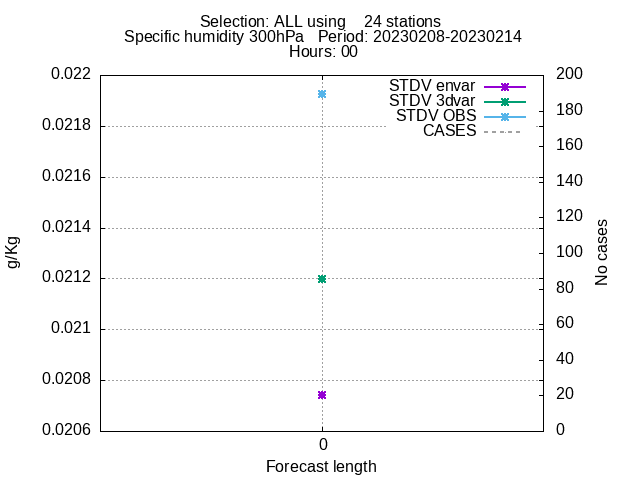 Selection: ALL using    24 stations
Specific humidity 300hPa   Period: 20230208-20230214
Hours: 00
0.022
0.0218
0.0216
0.0214
0.0212
0.021
0.0208
0.0206
g/Kg
STDV envar
STDV 3dvar
STDV OBS
CASES
200
180
160
140
120
100
80
60
40
20
0
No cases
0
Forecast length